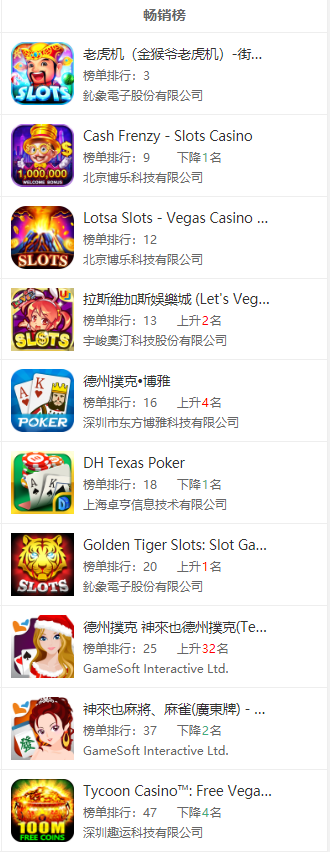 畅销榜
老虎机（金猴爷老虎机）-街...
榜单排行：3
鈊象電子股份有限公司
SLOTS
Cash Frenzy - Slots Casino
榜单排行：9 下降1名
北京博乐科技有限公司
1,000,000
WELCOME BONUS
Lotsa Slots - Vegas Casino ...
榜单排行：12
北京博乐科技有限公司
SLOTS
拉斯維加斯娛樂城 (Let's Veg...
榜单排行：13 上升2名
宇峻奧汀科技股份有限公司
SLOTS
德州撲克•博雅
榜单排行：16 上升4名
深圳市东方博雅科技有限公司
A K
POKER
DH Texas Poker
榜单排行：18 下降1名
上海卓亨信息技术有限公司
K A
D
Golden Tiger Slots: Slot Ga...
榜单排行：20 上升1名
鈊象電子股份有限公司
SLOTS
德州撲克 神來也德州撲克(Te...
榜单排行：25 上升32名
GameSoft Interactive Ltd.
A
神來也麻將、麻雀(廣東牌) - ...
榜单排行：37 下降2名
GameSoft Interactive Ltd.
發
Tycoon Casino™: Free Vega...
榜单排行：47 下降4名
深圳趣运科技有限公司
100M
FREE COINS